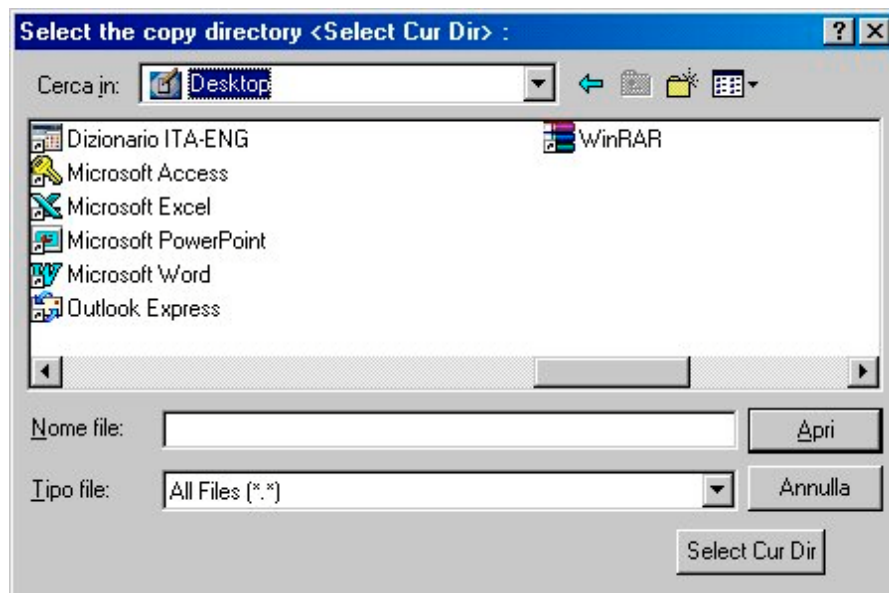 Select the copy directory <Select Cur Dir> :
Cerca in: Desktop
Dizionario ITA-ENG
Microsoft Access
Microsoft Excel
Microsoft PowerPoint
Microsoft Word
Outlook Express
WinRAR
Nome file:
Apri
Tipo file: All Files (*.*)
Annulla
Select Cur Dir